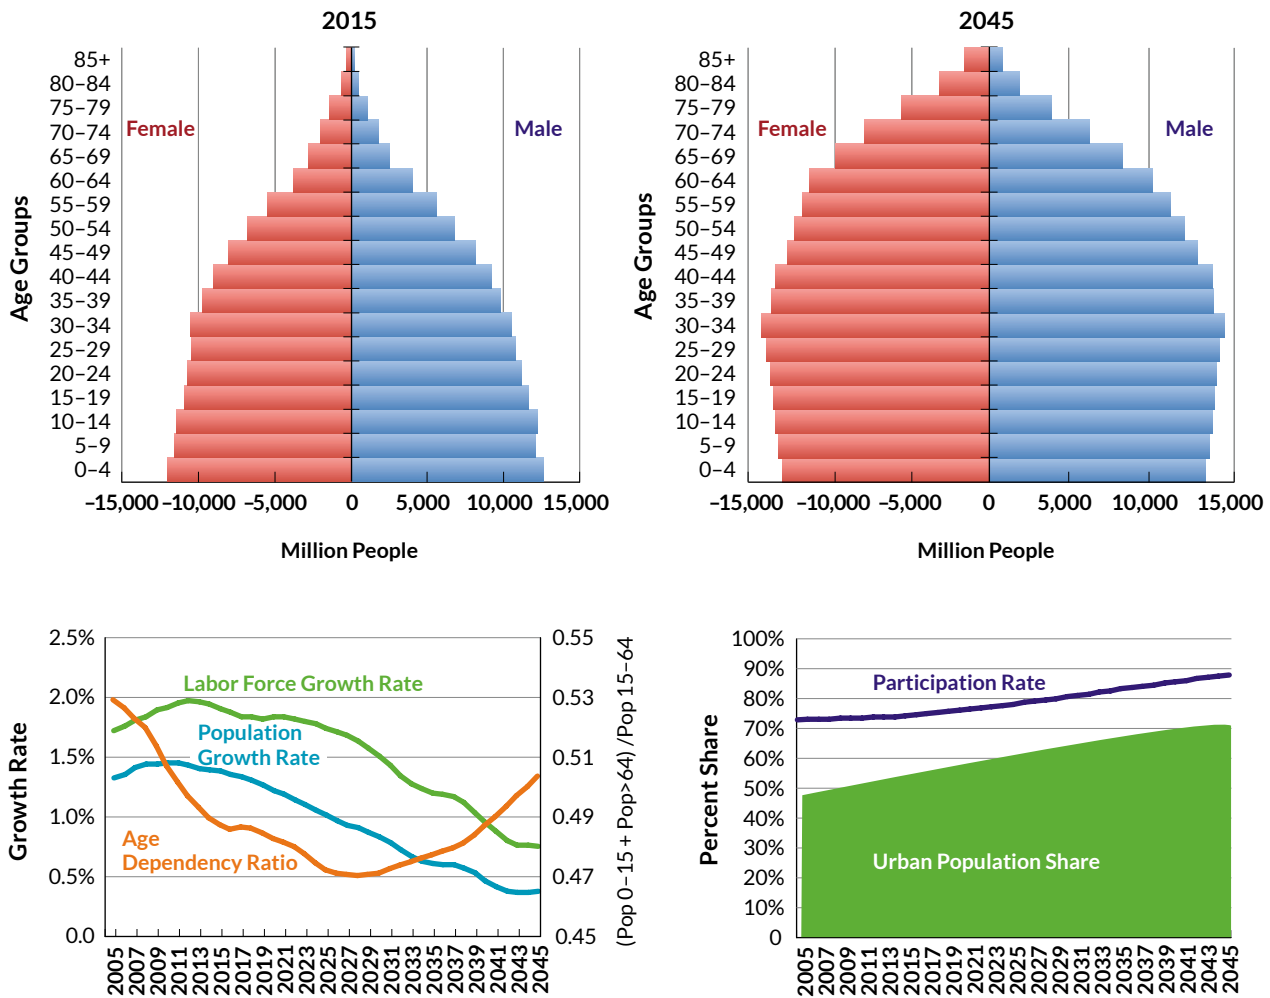 2015
85+
80–84
75–79
70–74
65–69
60–64
55–59
50–54
45–49
40–44
35–39
30–34
25–29
20–24
15–19
10–14
5–9
0–4
Age Groups
Female
Male
–15,000 –10,000 –5,000 0 5,000 10,000 15,000
Million People
2045
85+
80–84
75–79
70–74
65–69
60–64
55–59
50–54
45–49
40–44
35–39
30–34
25–29
20–24
15–19
10–14
5–9
0–4
Age Groups
Female
Male
–15,000 –10,000 –5,000 0 5,000 10,000 15,000
Million People
2.5%
2.0%
1.5%
1.0%
0.5%
0.0
Growth Rate
Labor Force Growth Rate
Population
Growth Rate
Age
Dependency Ratio
0.55
0.53
0.51
0.49
0.47
0.45
(Pop 0–15 + Pop>64) /Pop 15–64
2005 2007 2009 2011 2013 2015 2017 2019 2021 2023 2025 2027 2029 2031 2033 2035 2037 2039 2041 2043 2045
100%
90%
80%
70%
60%
50%
40%
30%
20%
10%
0
Percent Share
Participation Rate
Urban Population Share
2005 2007 2009 2011 2013 2015 2017 2019 2021 2023 2025 2027 2029 2031 2033 2035 2037 2039 2041 2043 2045